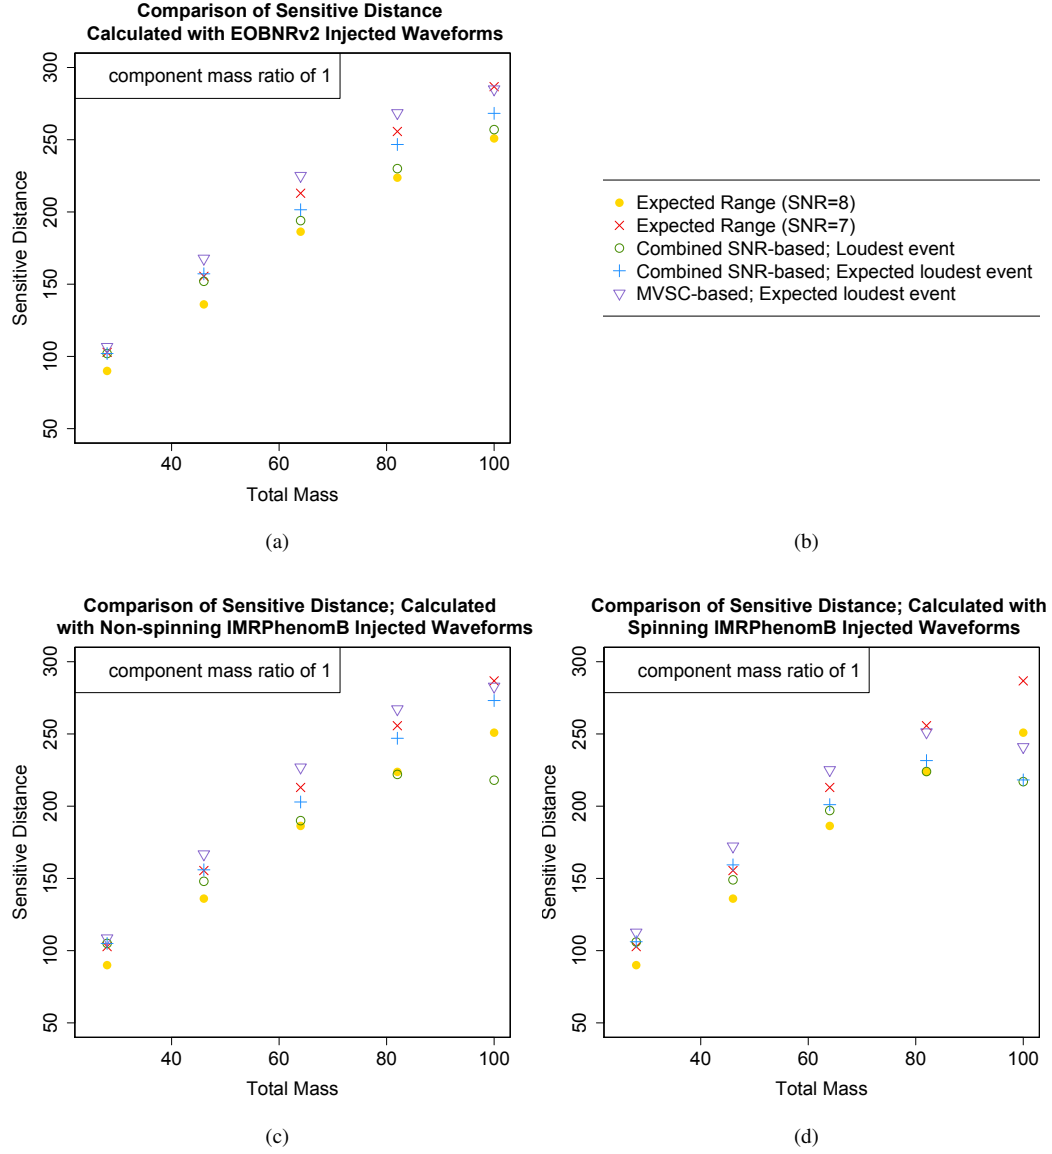 Comparison of Sensitive Distance
Calculated with EOBNRv2 Injected Waveforms
component mass ratio of 1
300
250
200
150
100
50
Sensitive Distance
40
60
80
100
Total Mass
(a)
Expected Range (SNR=8)
Expected Range (SNR=7)
Combined SNR-based; Loudest event
Combined SNR-based; Expected loudest event
MVSC-based; Expected loudest event
(b)
Comparison of Sensitive Distance; Calculated
with Non-spinning IMRPhenomB Injected Waveforms
component mass ratio of 1
300
250
200
150
100
50
Sensitive Distance
40
60
80
100
Total Mass
(c)
Comparison of Sensitive Distance; Calculated with
Spinning IMRPhenomB Injected Waveforms
component mass ratio of 1
300
250
200
150
100
50
Sensitive Distance
40
60
80
100
Total Mass
(d)